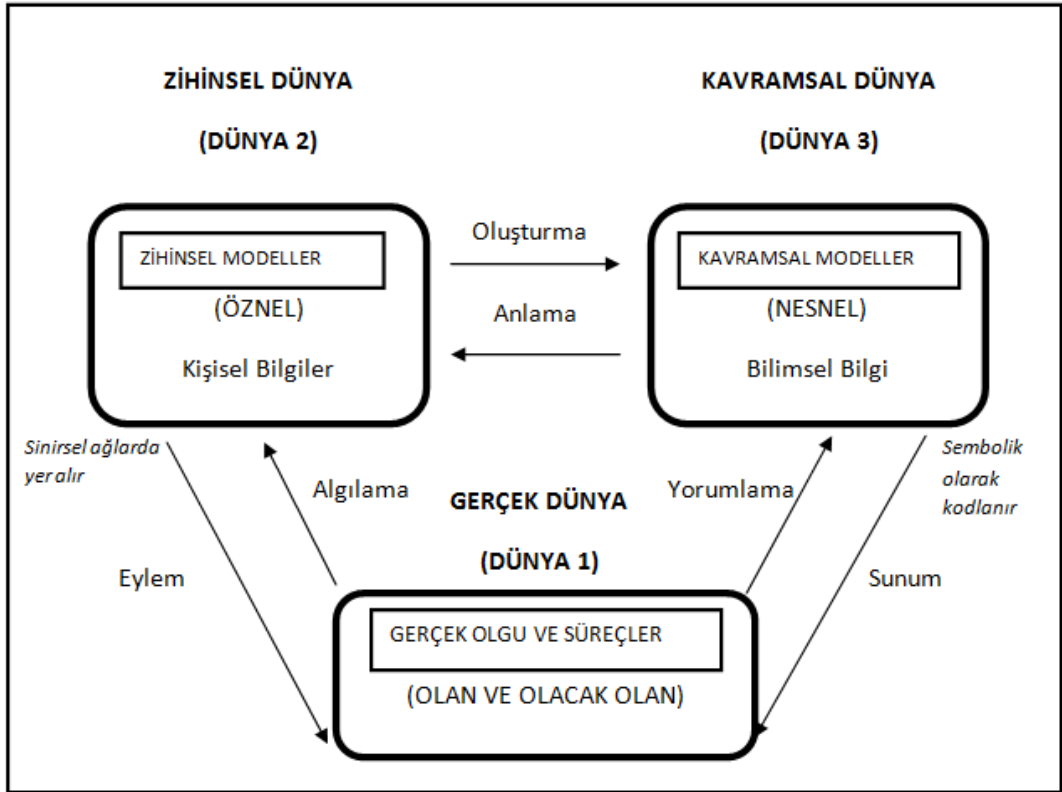 ZİHİNSEL DÜNYA
(DÜNYA 2)
KAVRAMSAL DÜNYA
(DÜNYA 3)
ZİHİNSEL MODELLER
(ÖZNEL)
Kişisel Bilgiler
Oluşturma
Anlama
KAVRAMSAL MODELLER
(NESNEL)
Bilimsel Bilgi
Sinirsel ağlarda
yer alır
Algılama
Eylem
GERÇEK DÜNYA
(DÜNYA 1)
Yorumlama
Sembolik
olarak
kodlanır
Sunum
GERÇEK OLGU VE SÜREÇLER
(OLAN VE OLACAK OLAN)